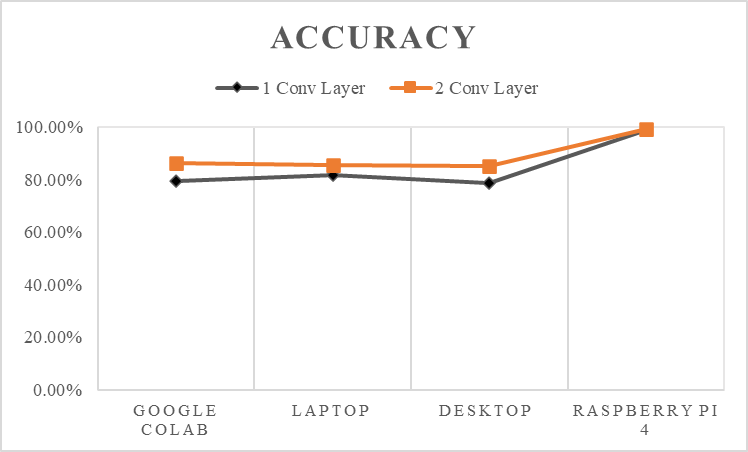 ACCURACY
1 Conv Layer 2 Conv Layer
100.00%
80.00%
60.00%
40.00%
20.00%
0.00%
GOOGLE COLAB
LAPTOP
DESKTOP
RASPBERRY PI 4